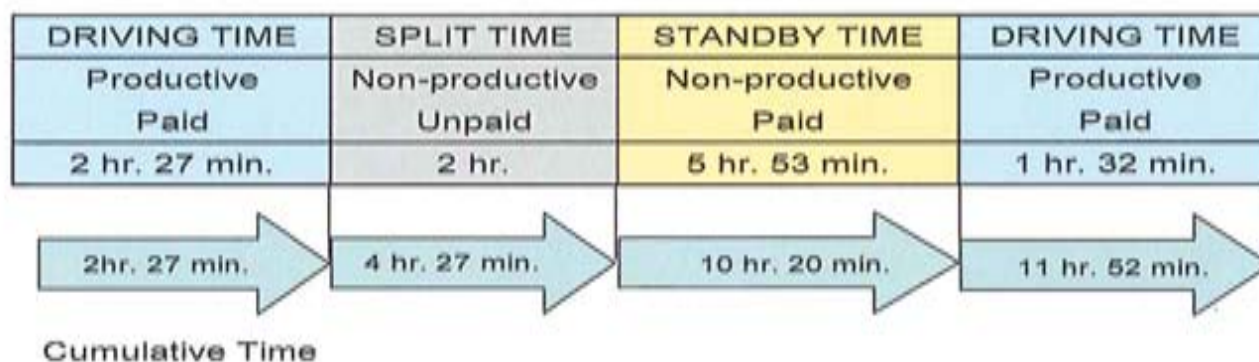 DRIVING TIME SPLIT TIME STANDBY TIME DRIVING TIME
Productive Non-productive Non-productive Productive
Paid Unpaid Paid Paid
2 hr. 27 min. 2 hr. 5 hr. 53 min. 1 hr. 32 min.
2hr. 27 min. 4 hr. 27 min. 10 hr. 20 min. 11 hr. 52 min.
Cumulative Time